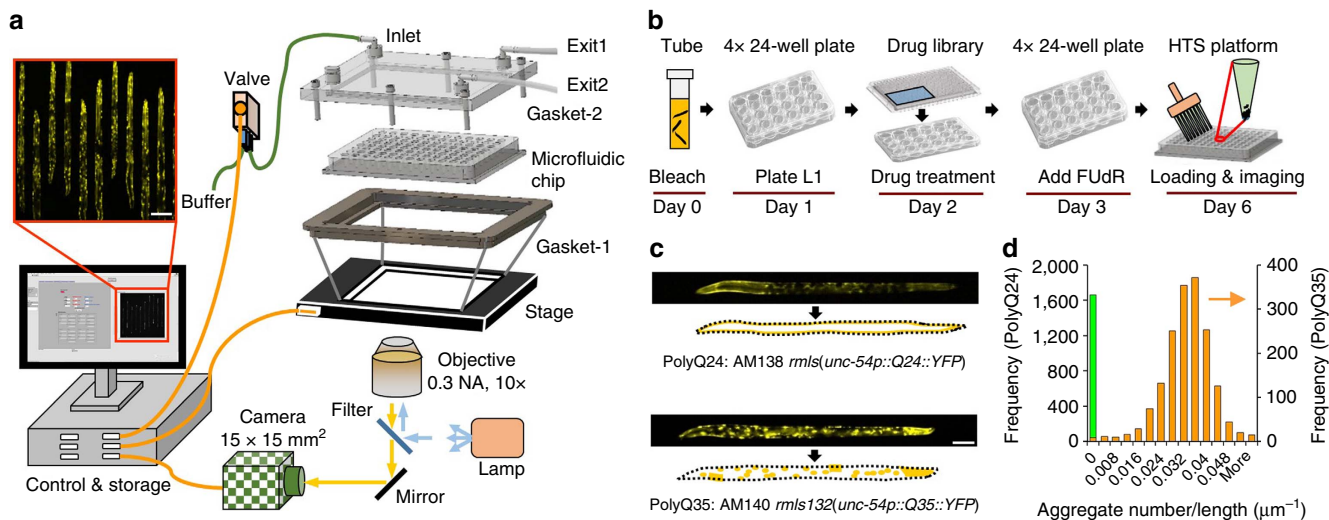 a
Inlet
Exit1
Exit2
Valve
Gasket-2
Microfluidic
chip
Buffer
Gasket-1
Stage
Objective
0.3 NA, 10×
Filter
Camera
15 × 15 mm²
Lamp
Mirror
Control & storage
b
Tube
4× 24-well plate
Drug library
4× 24-well plate
HTS platform
Bleach
Plate L1
Drug treatment
Add FUdR
Loading & imaging
Day 0
Day 1
Day 2
Day 3
Day 6
c
PolyQ24: AM138 rmIs(unc-54p::Q24::YFP)
PolyQ35: AM140 rmIs132(unc-54p::Q35::YFP)
d
Frequency (PolyQ24)
2,000
1,600
1,200
800
400
0
400
300
200
100
0
Frequency (PolyQ35)
0
0.008
0.016
0.024
0.032
0.04
0.048
More
Aggregate number/length (μm⁻¹)